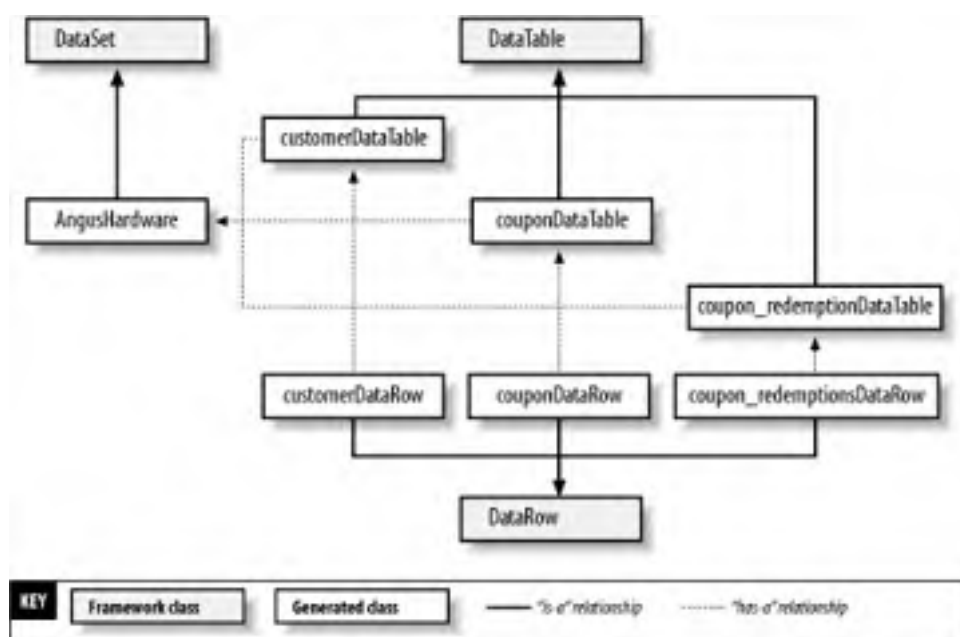 DataSet
DataTable
customerDataTable
AngusHardware
couponDataTable
coupon_redemptionDataTable
customerDataRow
couponDataRow
coupon_redemptionsDataRow
DataRow
KEY
Framework class
Generated class
"is-a" relationship
"has-a" relationship